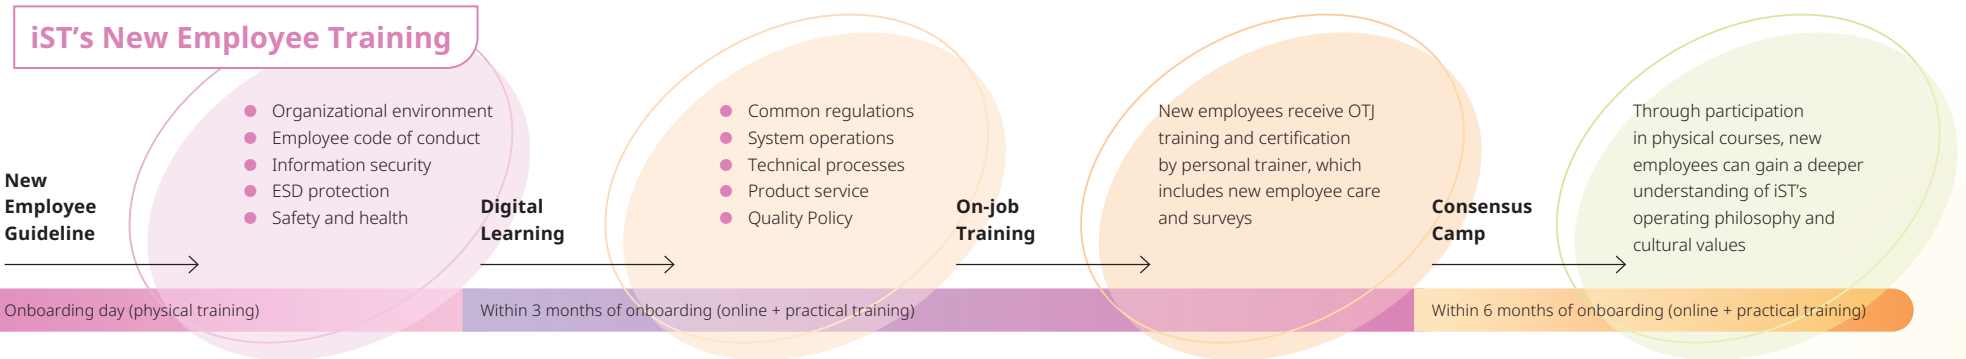 iST’s New Employee Training
New
Employee
Guideline
Organizational environment
Employee code of conduct
Information security
ESD protection
Safety and health
Digital
Learning
Common regulations
System operations
Technical processes
Product service
Quality Policy
On-job
Training
New employees receive OTJ
training and certification
by personal trainer, which
includes new employee care
and surveys
Consensus
Camp
Through participation
in physical courses, new
employees can gain a deeper
understanding of iST’s
operating philosophy and
cultural values
Onboarding day (physical training)
Within 3 months of onboarding (online + practical training)
Within 6 months of onboarding (online + practical training)